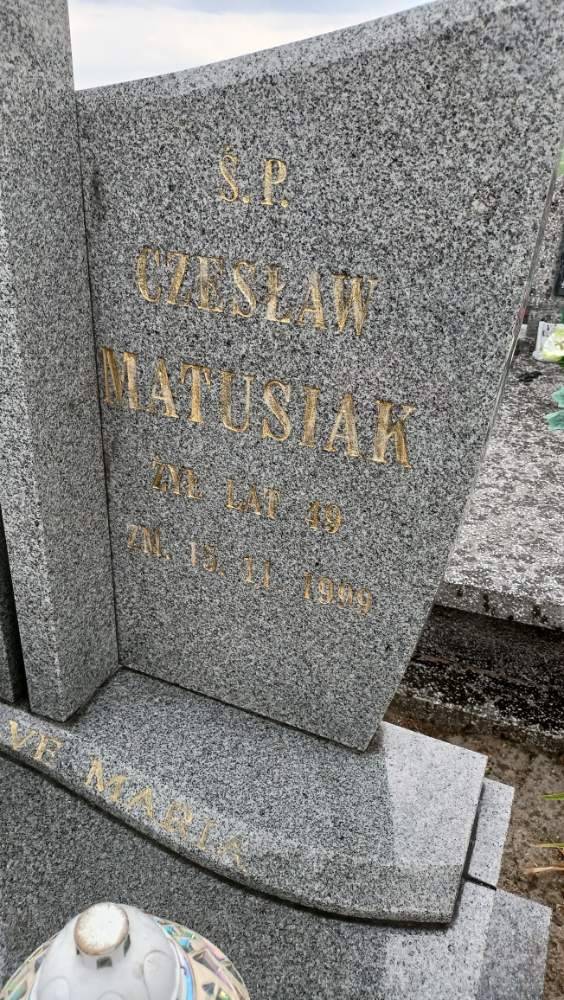 Ś.P.
CZESŁAW
MATUSIAK
ŻYŁ LAT 49
ZM. 15. 11 1999
VE MARIA